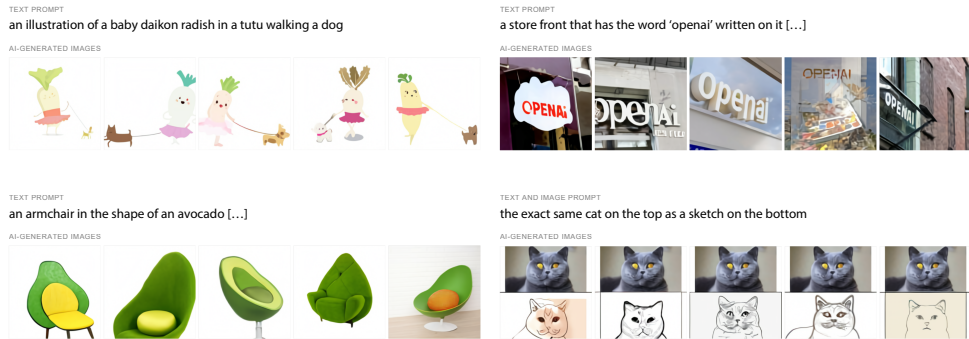 TEXT PROMPT
an illustration of a baby daikon radish in a tutu walking a dog
AI-GENERATED IMAGES
TEXT PROMPT
a store front that has the word ‘openai’ written on it […]
AI-GENERATED IMAGES
OPENAi
OpenAi
Openai
OPENAI
OPENAI
TEXT PROMPT
an armchair in the shape of an avocado […]
AI-GENERATED IMAGES
TEXT AND IMAGE PROMPT
the exact same cat on the top as a sketch on the bottom
AI-GENERATED IMAGES